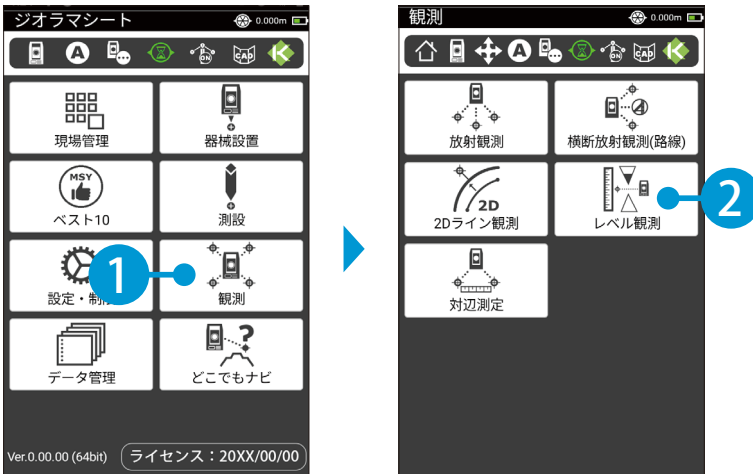 ジオラマシート
0.000m
A
ON
CAD
現場管理
器械設置
MSY
ベスト10
測設
設定・制
1
観測
データ管理
?
どこでもナビ
Ver.0.00.00 (64bit)
ライセンス：20XX/00/00
観測
0.000m
A
ON
CAD
放射観測
横断放射観測(路線)
2D
2Dライン観測
レベル観測
2
対辺測定